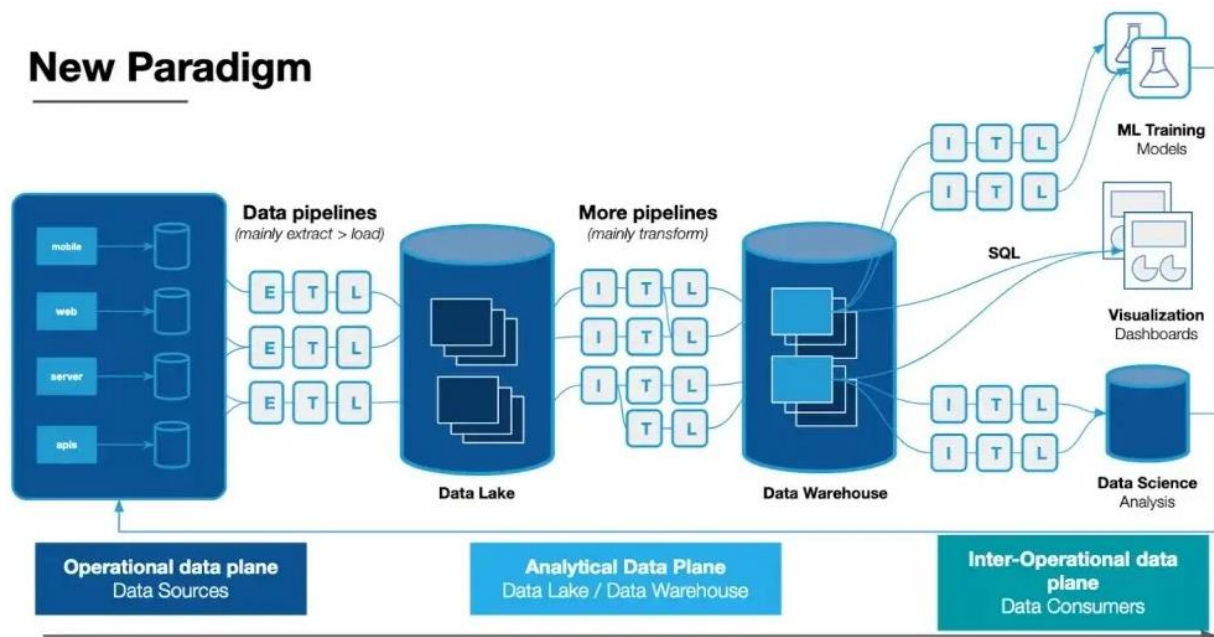 New Paradigm
mobile
web
server
apis
Data pipelines
(mainly extract > load)
E T L
E T L
E T L
Data Lake
More pipelines
(mainly transform)
I T L
I T L
I T L
T L
Data Warehouse
I T L
I T L
SQL
I T L
I T L
ML Training
Models
Visualization
Dashboards
Data Science
Analysis
Operational data plane
Data Sources
Analytical Data Plane
Data Lake / Data Warehouse
Inter-Operational data
plane
Data Consumers